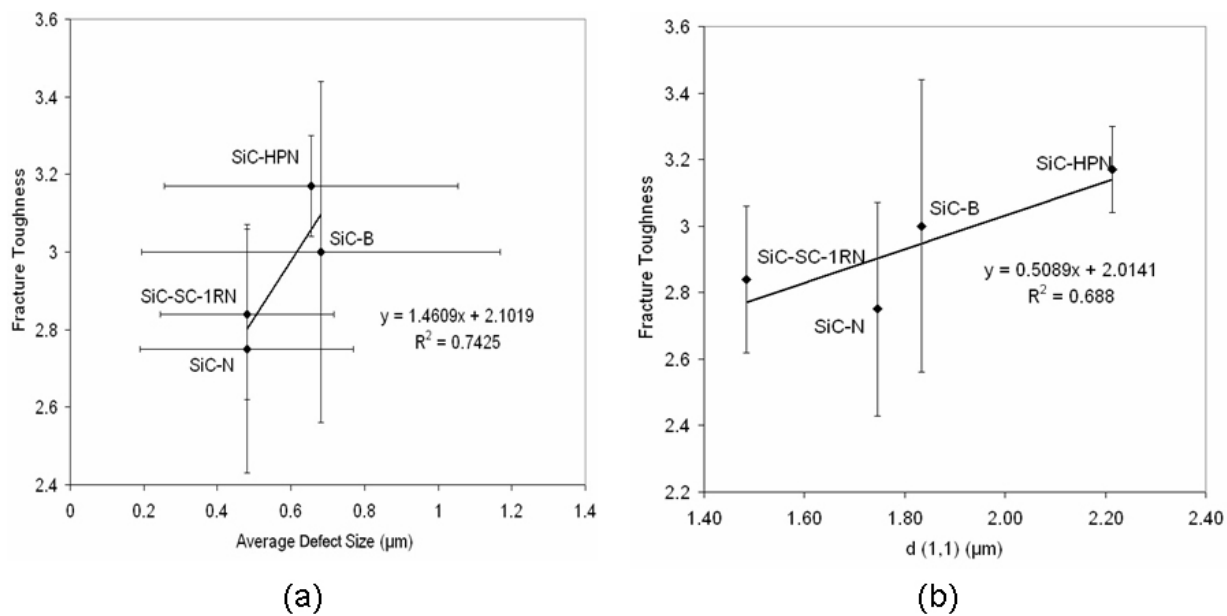 3.6
3.4
3.2
3
2.8
2.6
2.4
Fracture Toughness
SiC-HPN
SiC-B
SiC-SC-1RN
SiC-N
y = 1.4609x + 2.1019
R² = 0.7425
0 0.2 0.4 0.6 0.8 1 1.2 1.4
Average Defect Size (µm)
(a)
3.6
3.4
3.2
3
2.8
2.6
2.4
2.2
Fracture Toughness
SiC-HPN
SiC-B
SiC-SC-1RN
SiC-N
y = 0.5089x + 2.0141
R² = 0.688
1.40 1.60 1.80 2.00 2.20 2.40
d (1,1) (µm)
(b)